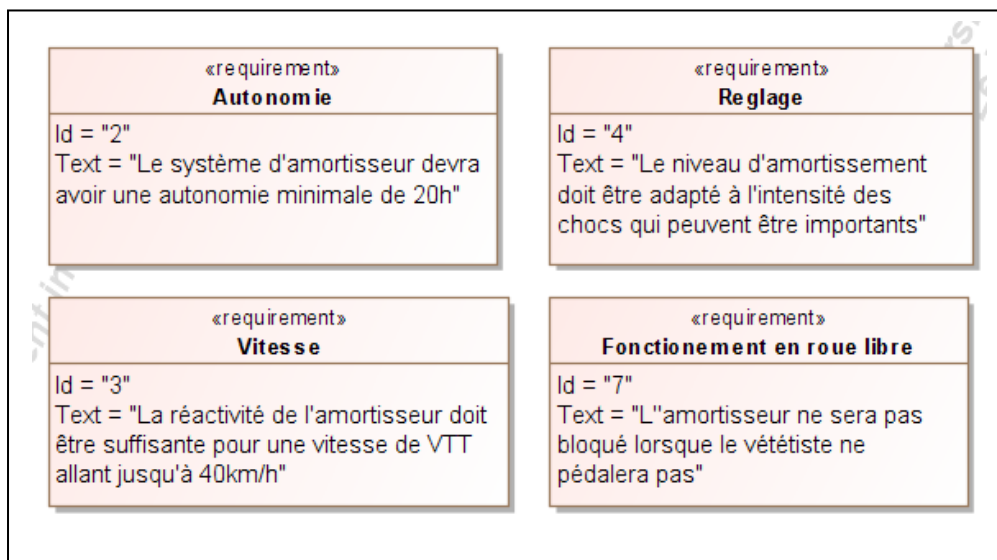 «requirement»
Autonomie
Id = "2"
Text = "Le système d'amortisseur devra
avoir une autonomie minimale de 20h"
«requirement»
Reglage
Id = "4"
Text = "Le niveau d'amortissement
doit être adapté à l'intensité des
chocs qui peuvent être importants"
«requirement»
Vitesse
Id = "3"
Text = "La réactivité de l'amortisseur doit
être suffisante pour une vitesse de VTT
allant jusqu'à 40km/h"
«requirement»
Fonctionement en roue libre
Id = "7"
Text = "L''amortisseur ne sera pas
bloqué lorsque le vététiste ne
pédalera pas"